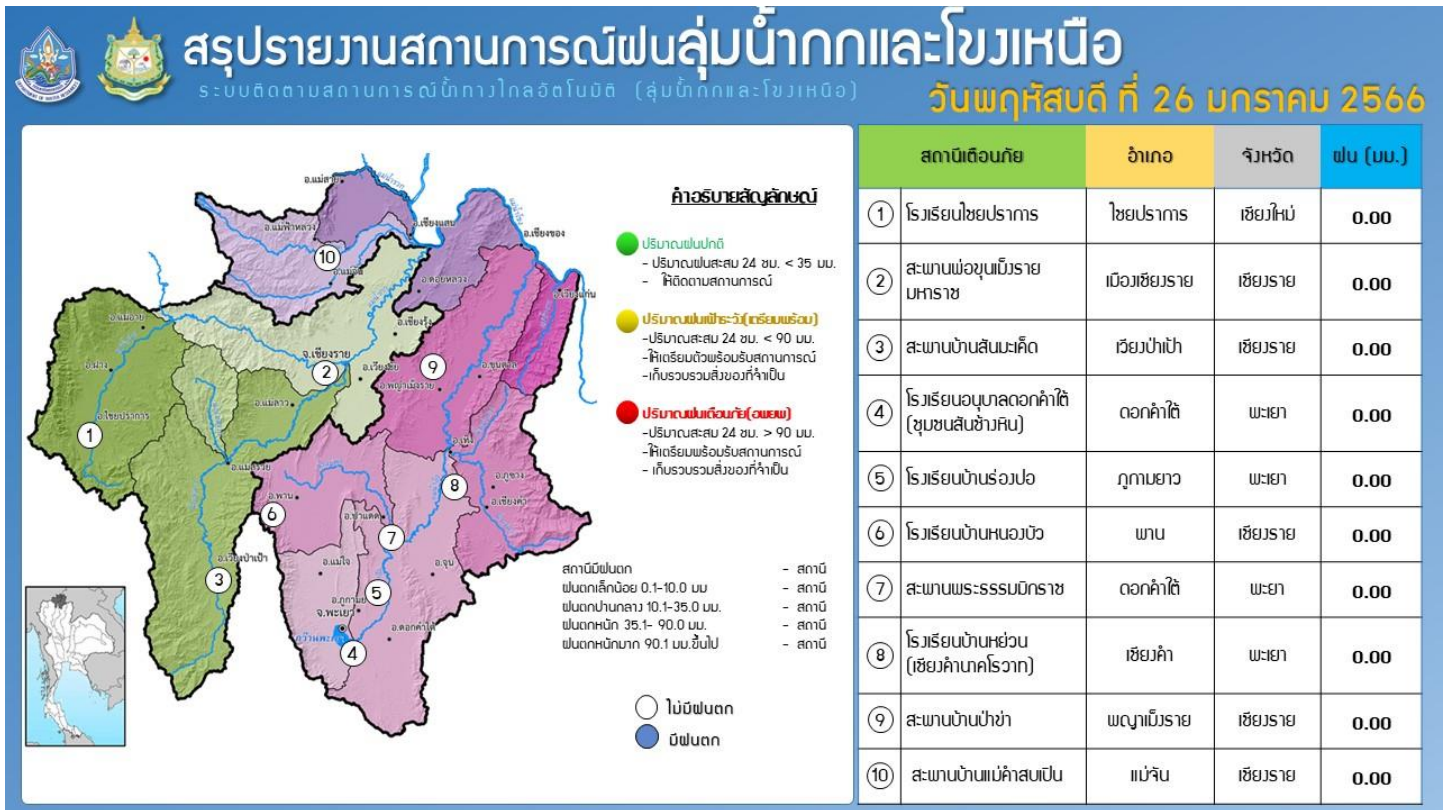 สรุปรายงานสถานการณ์ฝนลุ่มน้ำกกและโขงเหนือ
ระบบติดตามสถานการณ์น้ำทางไกลอัตโนมัติ (ลุ่มน้ำกกและโขงเหนือ)
วันพฤหัสบดี ที่ 26 มกราคม 2566
อ.แม่สาย
อ.แม่ฟ้าหลวง
อ.เชียงแสน
อ.เชียงของ
10
อ.แม่จัน
อ.ดอยหลวง
อ.เวียงแก่น
อ.แม่อาย
อ.เชียงรุ้ง
จ.เชียงราย
2
อ.เวียงชัย
9
อ.ขุนตาล
อ.ฝาง
อ.พญาเม็งราย
อ.ไชยปราการ
อ.แม่ลาว
1
อ.เทิง
อ.แม่สรวย
8
อ.ภูซาง
อ.เชียงคำ
อ.พาน
6
อ.ป่าแดด
7
อ.เวียงป่าเป้า
3
อ.แม่ใจ
อ.จุน
5
อ.ภูกามยาว
จ.พะเยา
อ.ดอกคำใต้
กว๊านพะเยา
4
คำอธิบายสัญลักษณ์
ปริมาณฝนปกติ
- ปริมาณฝนสะสม 24 ชม. < 35 มม.
- ให้ติดตามสถานการณ์
ปริมาณฝนเฝ้าระวัง(เตรียมพร้อม)
-ปริมาณสะสม 24 ชม. < 90 มม.
-ให้เตรียมตัวพร้อมรับสถานการณ์
-เก็บรวบรวมสิ่งของที่จำเป็น
ปริมาณฝนเตือนภัย(อพยพ)
-ปริมาณสะสม 24 ชม. > 90 มม.
-ให้เตรียมพร้อมรับสถานการณ์
- เก็บรวบรวมสิ่งของที่จำเป็น
สถานีมีฝนตก - สถานี
ฝนตกเล็กน้อย 0.1-10.0 มม - สถานี
ฝนตกปานกลาง 10.1-35.0 มม. - สถานี
ฝนตกหนัก 35.1- 90.0 มม. - สถานี
ฝนตกหนักมาก 90.1 มม.ขึ้นไป - สถานี
ไม่มีฝนตก
มีฝนตก
สถานีเตือนภัย อำเภอ จังหวัด ฝน (มม.)
1 โรงเรียนไชยปราการ ไชยปราการ เชียงใหม่ 0.00
2 สะพานพ่อขุนเม็งราย
มหาราช เมืองเชียงราย เชียงราย 0.00
3 สะพานบ้านสันมะเค็ด เวียงป่าเป้า เชียงราย 0.00
4 โรงเรียนอนุบาลดอกคำใต้
(ชุมชนสันช้างหิน) ดอกคำใต้ พะเยา 0.00
5 โรงเรียนบ้านร่องปอ ภูกามยาว พะเยา 0.00
6 โรงเรียนบ้านหนองบัว พาน เชียงราย 0.00
7 สะพานพระธรรมมิกราช ดอกคำใต้ พะเยา 0.00
8 โรงเรียนบ้านหย่วน
(เชียงคำนาคโรวาท) เชียงคำ พะเยา 0.00
9 สะพานบ้านป่าข่า พญาเม็งราย เชียงราย 0.00
10 สะพานบ้านแม่คำสบเปิน แม่จัน เชียงราย 0.00